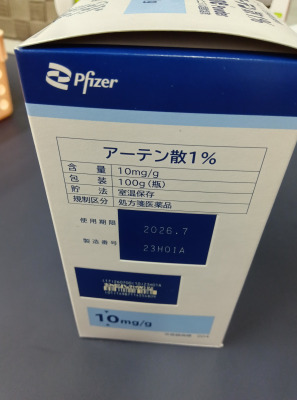 Pfizer
アーテン散1%
含 量 10mg/g
包 装 100g(瓶)
貯 法 室温保存
規制区分 処方箋医薬品
使用期限 2026.7
製造番号 23H01A
10mg/g